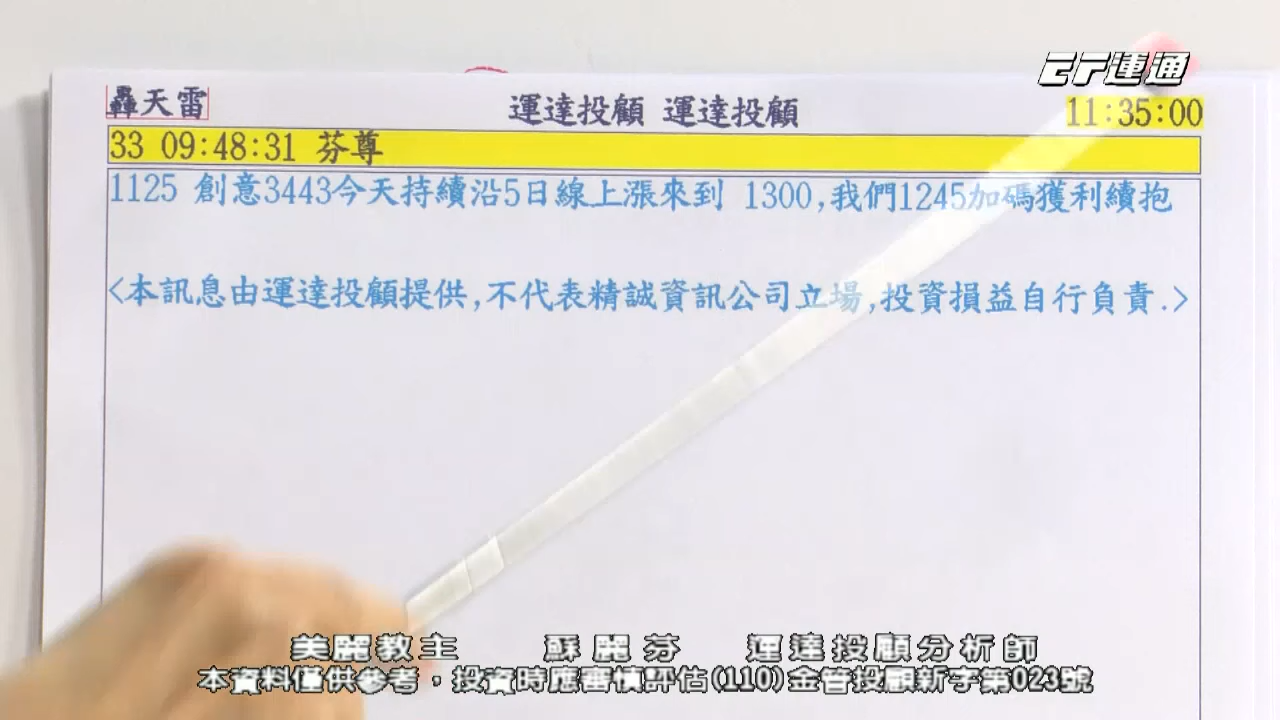 EF運通
轟天雷 運達投顧 運達投顧 11:35:00
33 09:48:31 芬尊
1125 創意3443今天持續沿5日線上漲來到 1300,我們1245加碼獲利續抱
<本訊息由運達投顧提供,不代表精誠資訊公司立場,投資損益自行負責.>
美麗教主 蘇麗芬 運達投顧分析師
本資料僅供參考，投資時應審慎評估(110)金管投顧新字第023號